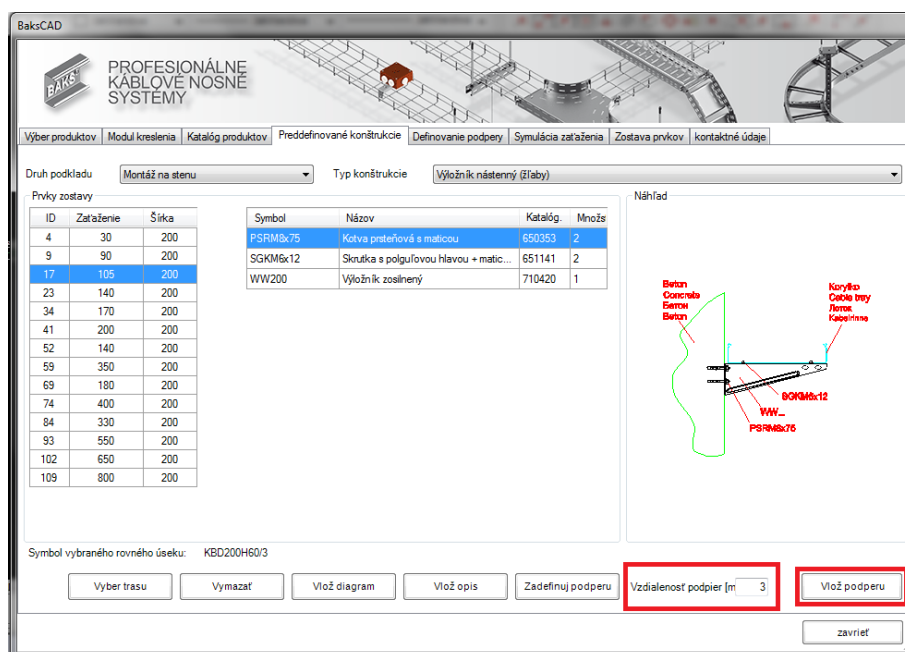 BaksCAD
BAKS
PROFESJONÁLNE
KÁBLOVÉ NOSNÉ
SYSTÉMY
Výber produktov Modul kreslenia Katalóg produktov Preddefinované konštrukcie Definovanie podpery Symulácia zaťaženia Zostava prvkov kontaktné údaje
Druh podkladu Montáž na stenu Typ konštrukcie Výložník nástenný (žľaby)
Prvky zostavy Náhľad
ID Zaťaženie Šírka
4 30 200
9 90 200
17 105 200
23 140 200
34 170 200
41 200 200
52 140 200
59 350 200
69 180 200
74 400 200
84 330 200
93 550 200
102 650 200
109 800 200
Symbol Názov Katalóg. Množs
PSRM8x75 Kotva prsteňová s maticou 650353 2
SGKM6x12 Skrutka s polguľovou hlavou + matic... 651141 2
WW200 Výložník zosilnený 710420 1
Beton
Concrete
Бетон
Beton
Korytko
Cable tray
Лоток
Kabelrinne
SGKM6x12
WW_
PSRM8x75
Symbol vybraného rovného úseku: KBD200H60/3
Vyber trasu Vymazať Vlož diagram Vlož opis Zadefinuj podperu Vzdialenosť podpier [m 3 Vlož podperu
zavrieť